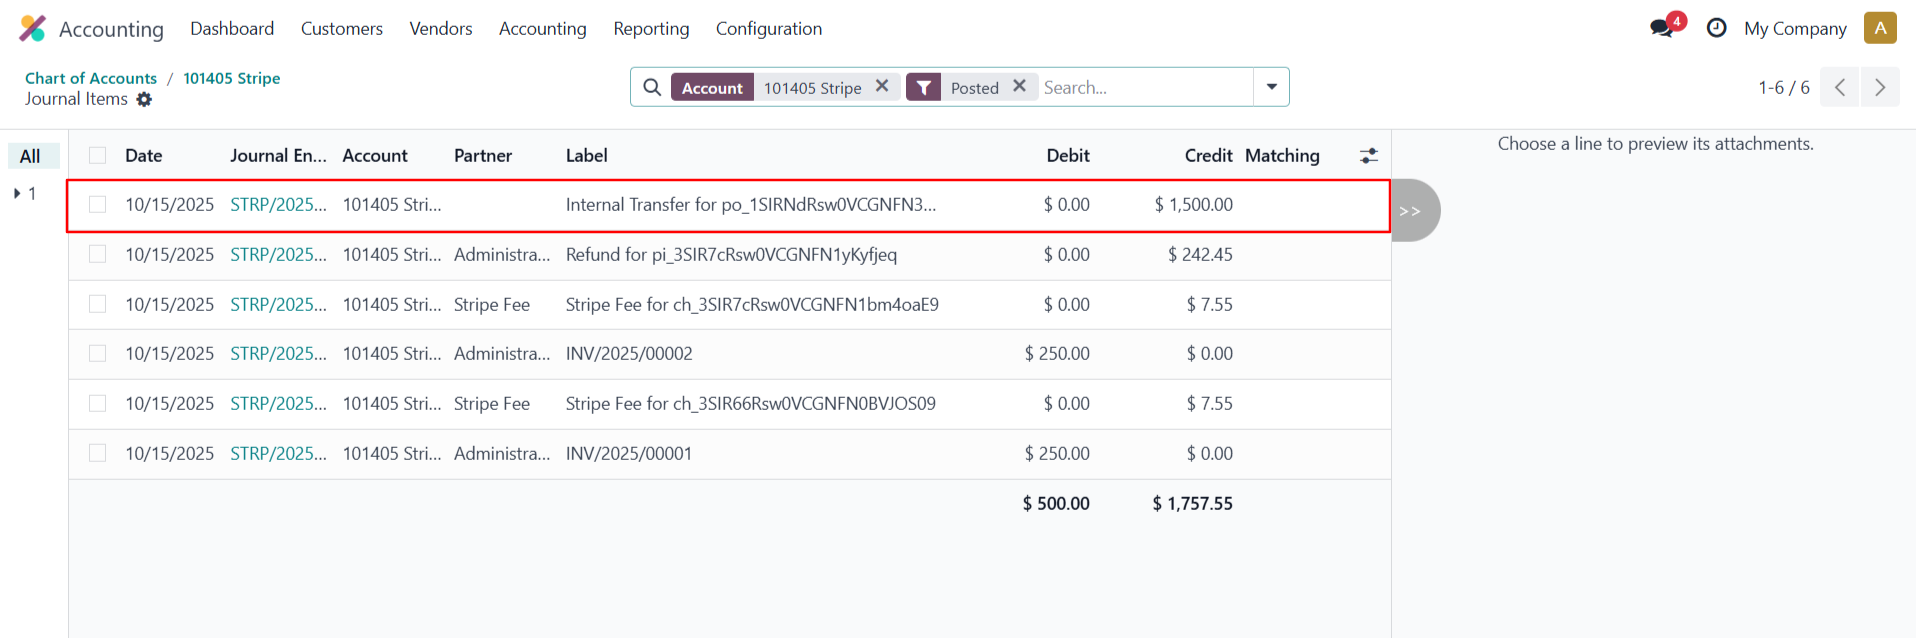 Accounting Dashboard Customers Vendors Accounting Reporting Configuration 4 My Company A
Chart of Accounts / 101405 Stripe
Journal Items
Account 101405 Stripe Posted Search... 1-6 / 6
All
1
Date Journal En... Account Partner Label Debit Credit Matching
10/15/2025 STRP/2025... 101405 Stri... Internal Transfer for po_1SIRNdRsw0VCGNFN3... $ 0.00 $ 1,500.00
10/15/2025 STRP/2025... 101405 Stri... Administra... Refund for pi_3SIR7cRsw0VCGNFN1yKyfjeq $ 0.00 $ 242.45
10/15/2025 STRP/2025... 101405 Stri... Stripe Fee Stripe Fee for ch_3SIR7cRsw0VCGNFN1bm4oaE9 $ 0.00 $ 7.55
10/15/2025 STRP/2025... 101405 Stri... Administra... INV/2025/00002 $ 250.00 $ 0.00
10/15/2025 STRP/2025... 101405 Stri... Stripe Fee Stripe Fee for ch_3SIR66Rsw0VCGNFN0BVJOS09 $ 0.00 $ 7.55
10/15/2025 STRP/2025... 101405 Stri... Administra... INV/2025/00001 $ 250.00 $ 0.00
$ 500.00 $ 1,757.55
Choose a line to preview its attachments.
>>